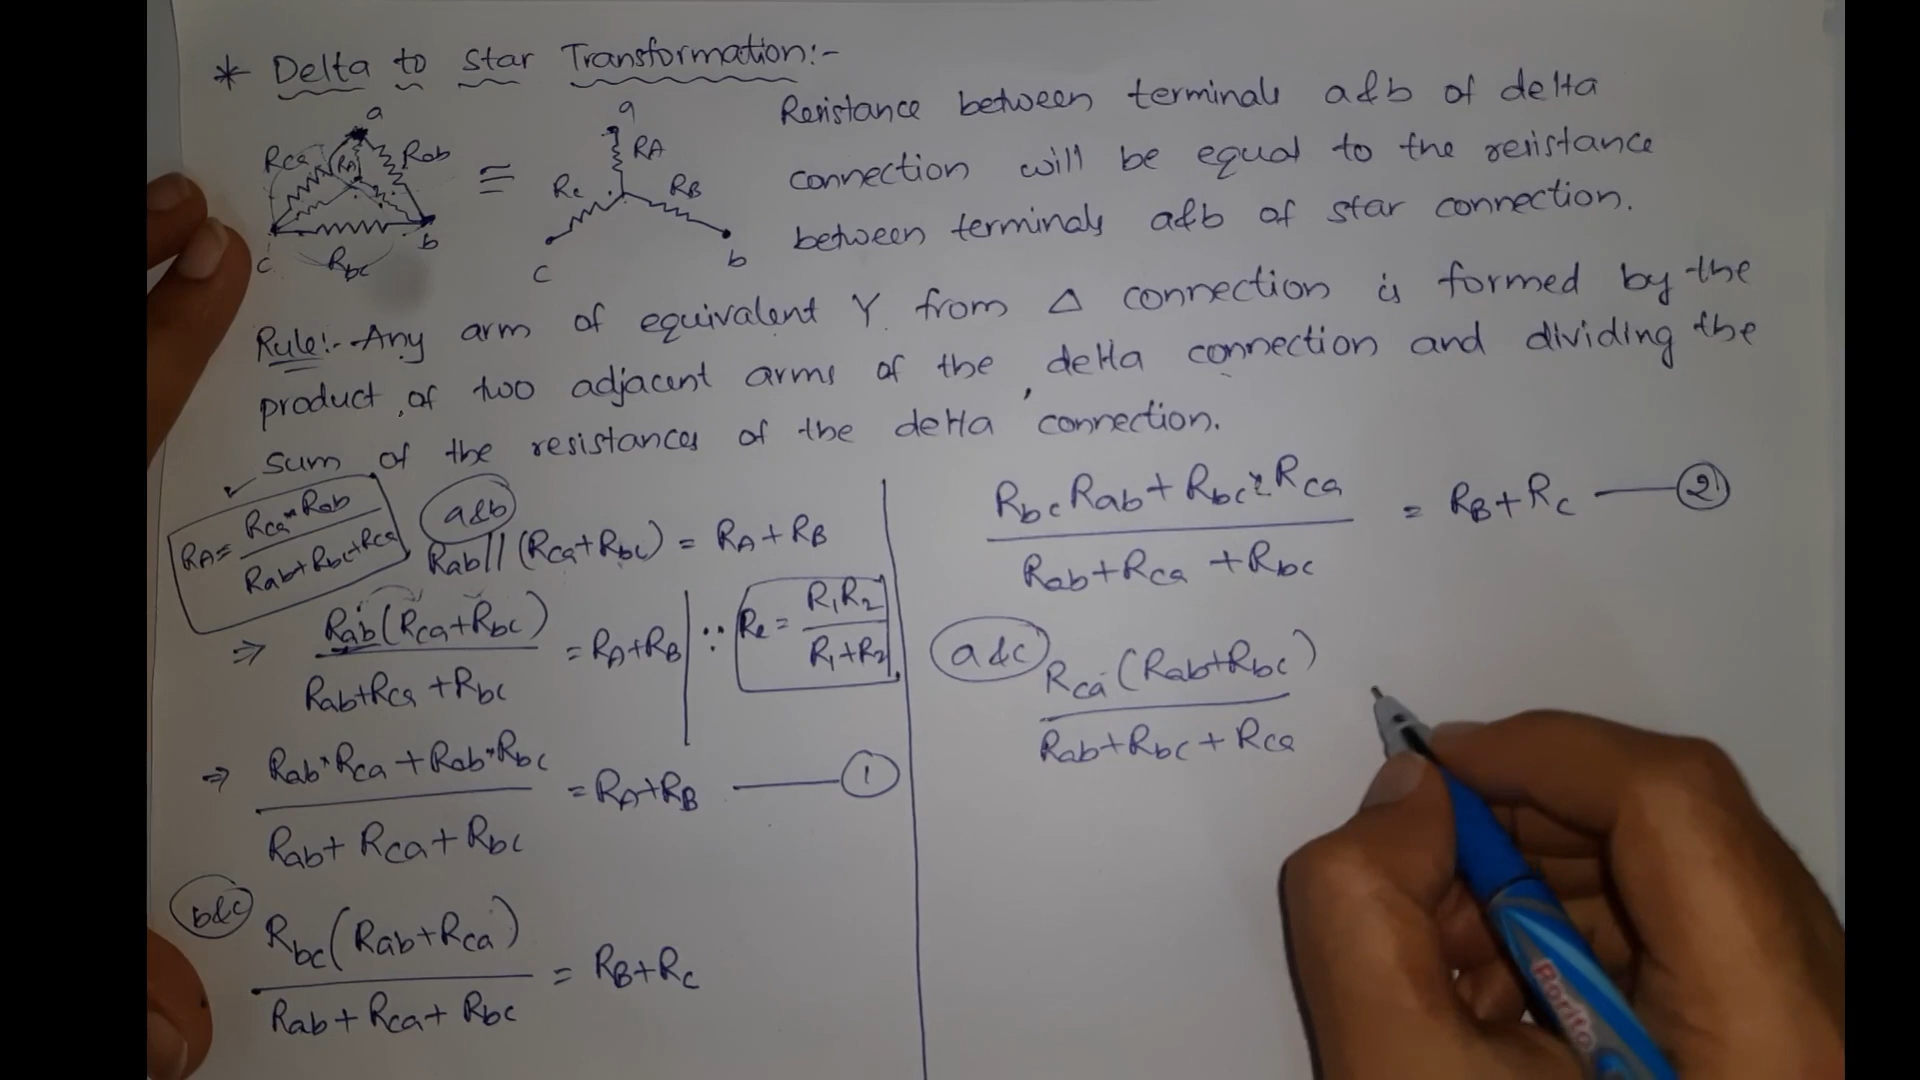 * Delta to Star Transformation:-
a
Rca
RA
Rab
c
Rbc
b
≡
a
RA
Rc
RB
c
b
Resistance between terminals a&b of delta
connection will be equal to the resistance
between terminals a&b of star connection.
Rule:- Any arm of equivalent Y from Δ connection is formed by the
product of two adjacent arms of the delta connection and dividing the
sum of the resistances of the delta connection.
RA = Rca*Rab / Rab+Rbc+Rca
a&b
Rab||(Rca+Rbc) = RA+RB
⇒ Rab(Rca+Rbc) / Rab+Rca+Rbc = RA+RB
∵ Re = R1R2 / R1+R2
⇒ Rab*Rca+Rab*Rbc / Rab+Rca+Rbc = RA+RB — 1
b&c
Rbc(Rab+Rca) / Rab+Rca+Rbc = RB+RC
RbcRab+Rbc*Rca / Rab+Rca+Rbc = RB+RC — 2
a&c
Rca(Rab+Rbc) / Rab+Rbc+Rca
Rorito